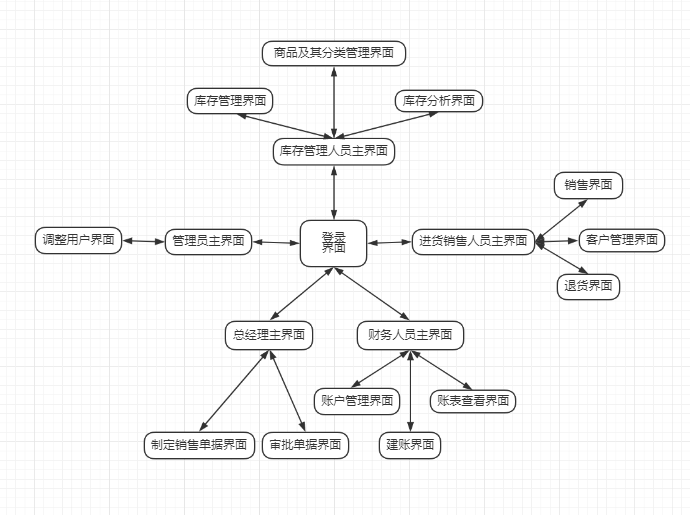 商品及其分类管理界面
库存管理界面
库存分析界面
库存管理人员主界面
销售界面
调整用户界面
管理员主界面
登录
界面
进货销售人员主界面
客户管理界面
退货界面
总经理主界面
财务人员主界面
账户管理界面
账表查看界面
制定销售单据界面
审批单据界面
建账界面